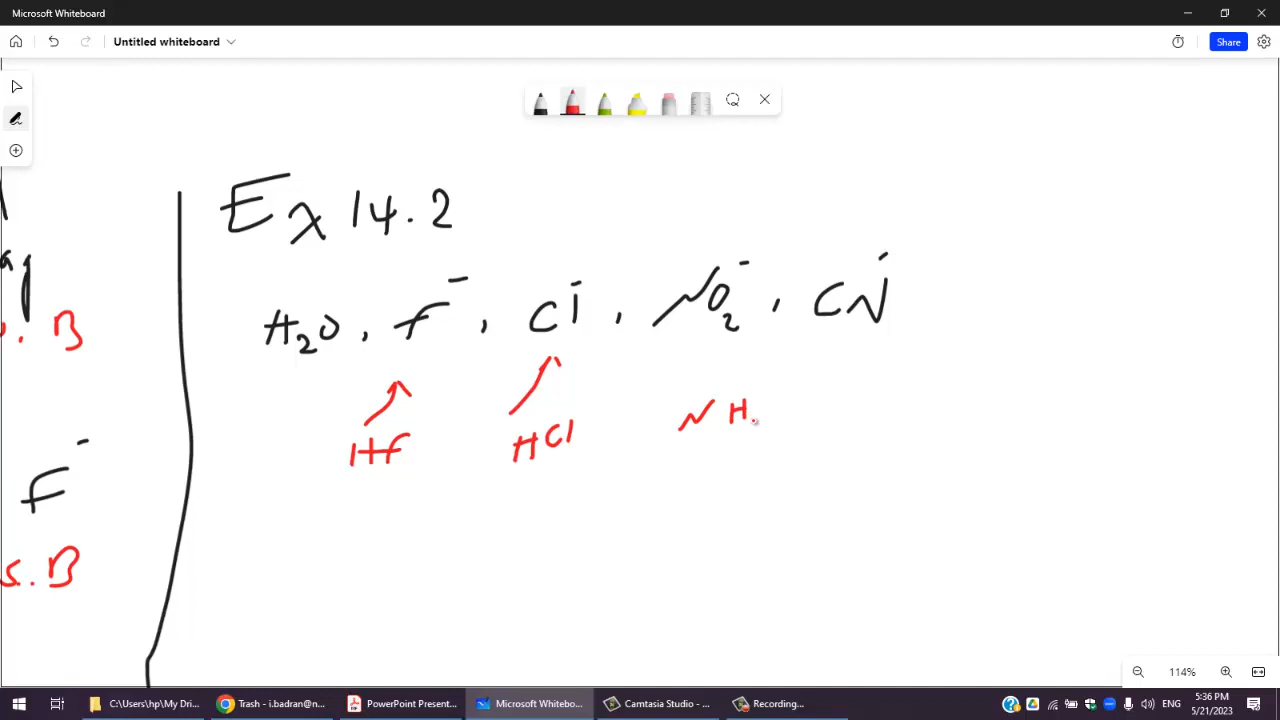 Microsoft Whiteboard
Untitled whiteboard
Share
Ex 14.2
H₂O, F⁻, Cl⁻, NO₂⁻, CN⁻
HF HCl NH
B
F⁻
S.B
114%
C:\Users\hp\My Dri...
Trash - i.badran@n...
PowerPoint Present...
Microsoft Whiteboa...
Camtasia Studio - ...
Recording...
ENG
5:36 PM
5/21/2023